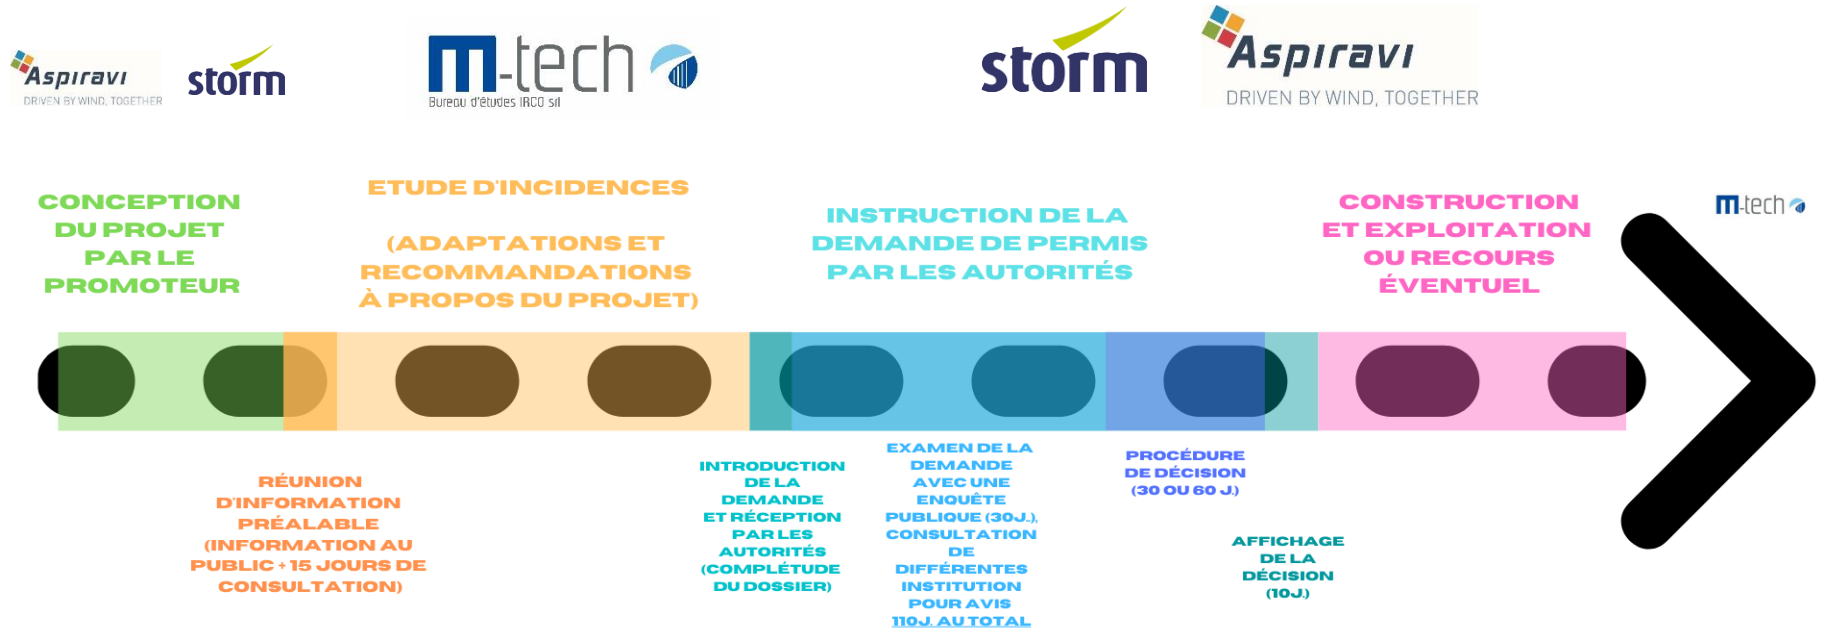 Aspiravi
DRIVEN BY WIND, TOGETHER
storm
m-tech
Bureau d'études IRCO srl
storm
Aspiravi
DRIVEN BY WIND, TOGETHER
CONCEPTION
DU PROJET
PAR LE
PROMOTEUR
ETUDE D'INCIDENCES
(ADAPTATIONS ET
RECOMMANDATIONS
À PROPOS DU PROJET)
INSTRUCTION DE LA
DEMANDE DE PERMIS
PAR LES AUTORITÉS
CONSTRUCTION
ET EXPLOITATION
OU RECOURS
ÉVENTUEL
m-tech
RÉUNION
D'INFORMATION
PRÉALABLE
(INFORMATION AU
PUBLIC + 15 JOURS DE
CONSULTATION)
INTRODUCTION
DE LA
DEMANDE
ET RÉCEPTION
PAR LES
AUTORITÉS
(COMPLÉTUDE
DU DOSSIER)
EXAMEN DE LA
DEMANDE
AVEC UNE
ENQUÊTE
PUBLIQUE (30J.),
CONSULTATION
DE
DIFFÉRENTES
INSTITUTION
POUR AVIS
110J. AU TOTAL
PROCÉDURE
DE DÉCISION
(30 OU 60 J.)
AFFICHAGE
DE LA
DÉCISION
(10J.)